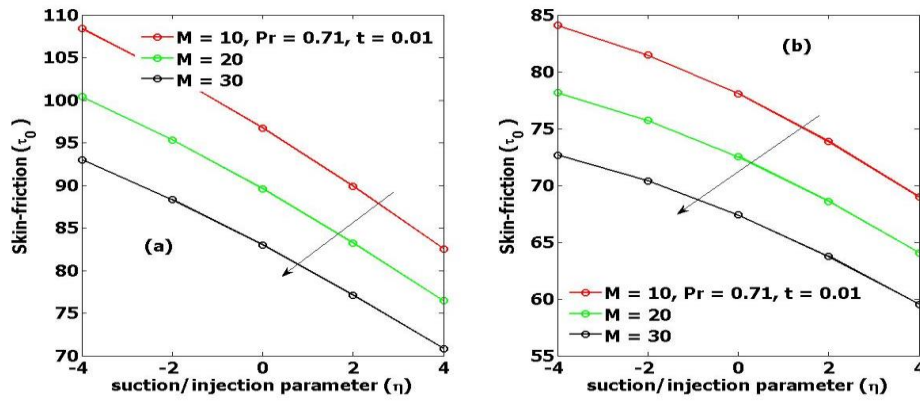 110
105
100
95
90
85
80
75
70
Skin-friction (τ0)
M = 10, Pr = 0.71, t = 0.01
M = 20
M = 30
(a)
-4 -2 0 2 4
suction/injection parameter (η)
85
80
75
70
65
60
55
Skin-friction (τ0)
(b)
M = 10, Pr = 0.71, t = 0.01
M = 20
M = 30
-4 -2 0 2 4
suction/injection parameter (η)